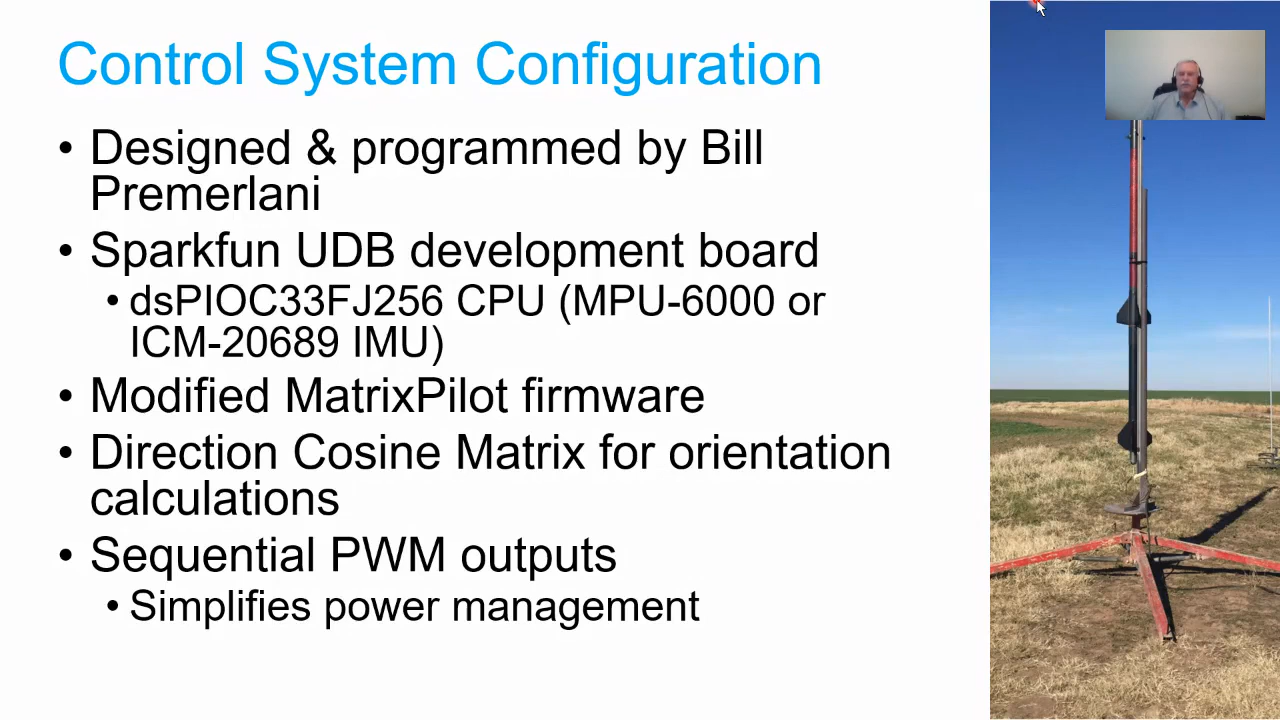 Control System Configuration
• Designed & programmed by Bill
Premerlani
• Sparkfun UDB development board
• dsPIOC33FJ256 CPU (MPU-6000 or
ICM-20689 IMU)
• Modified MatrixPilot firmware
• Direction Cosine Matrix for orientation
calculations
• Sequential PWM outputs
• Simplifies power management